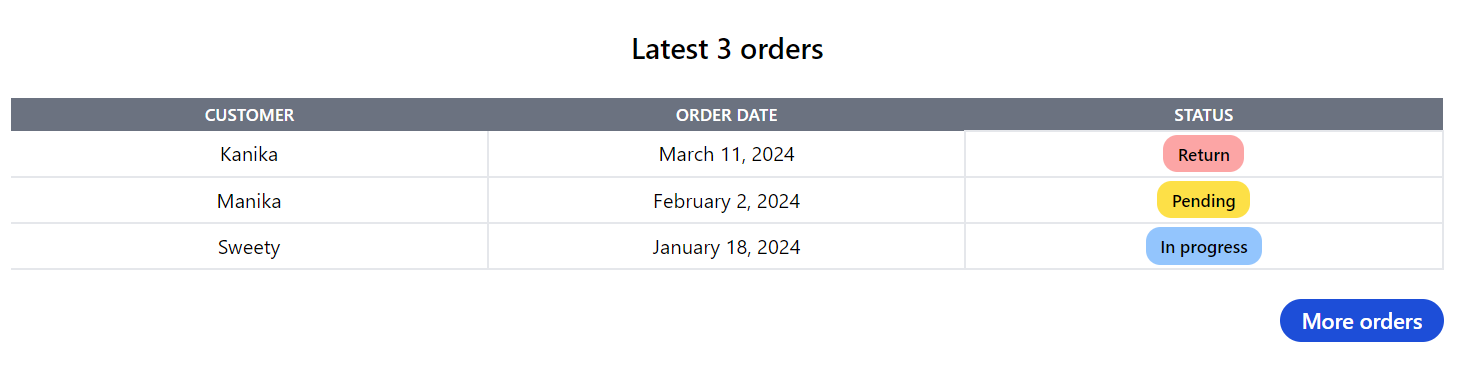 Latest 3 orders
CUSTOMER ORDER DATE STATUS
Kanika March 11, 2024 Return
Manika February 2, 2024 Pending
Sweety January 18, 2024 In progress
More orders